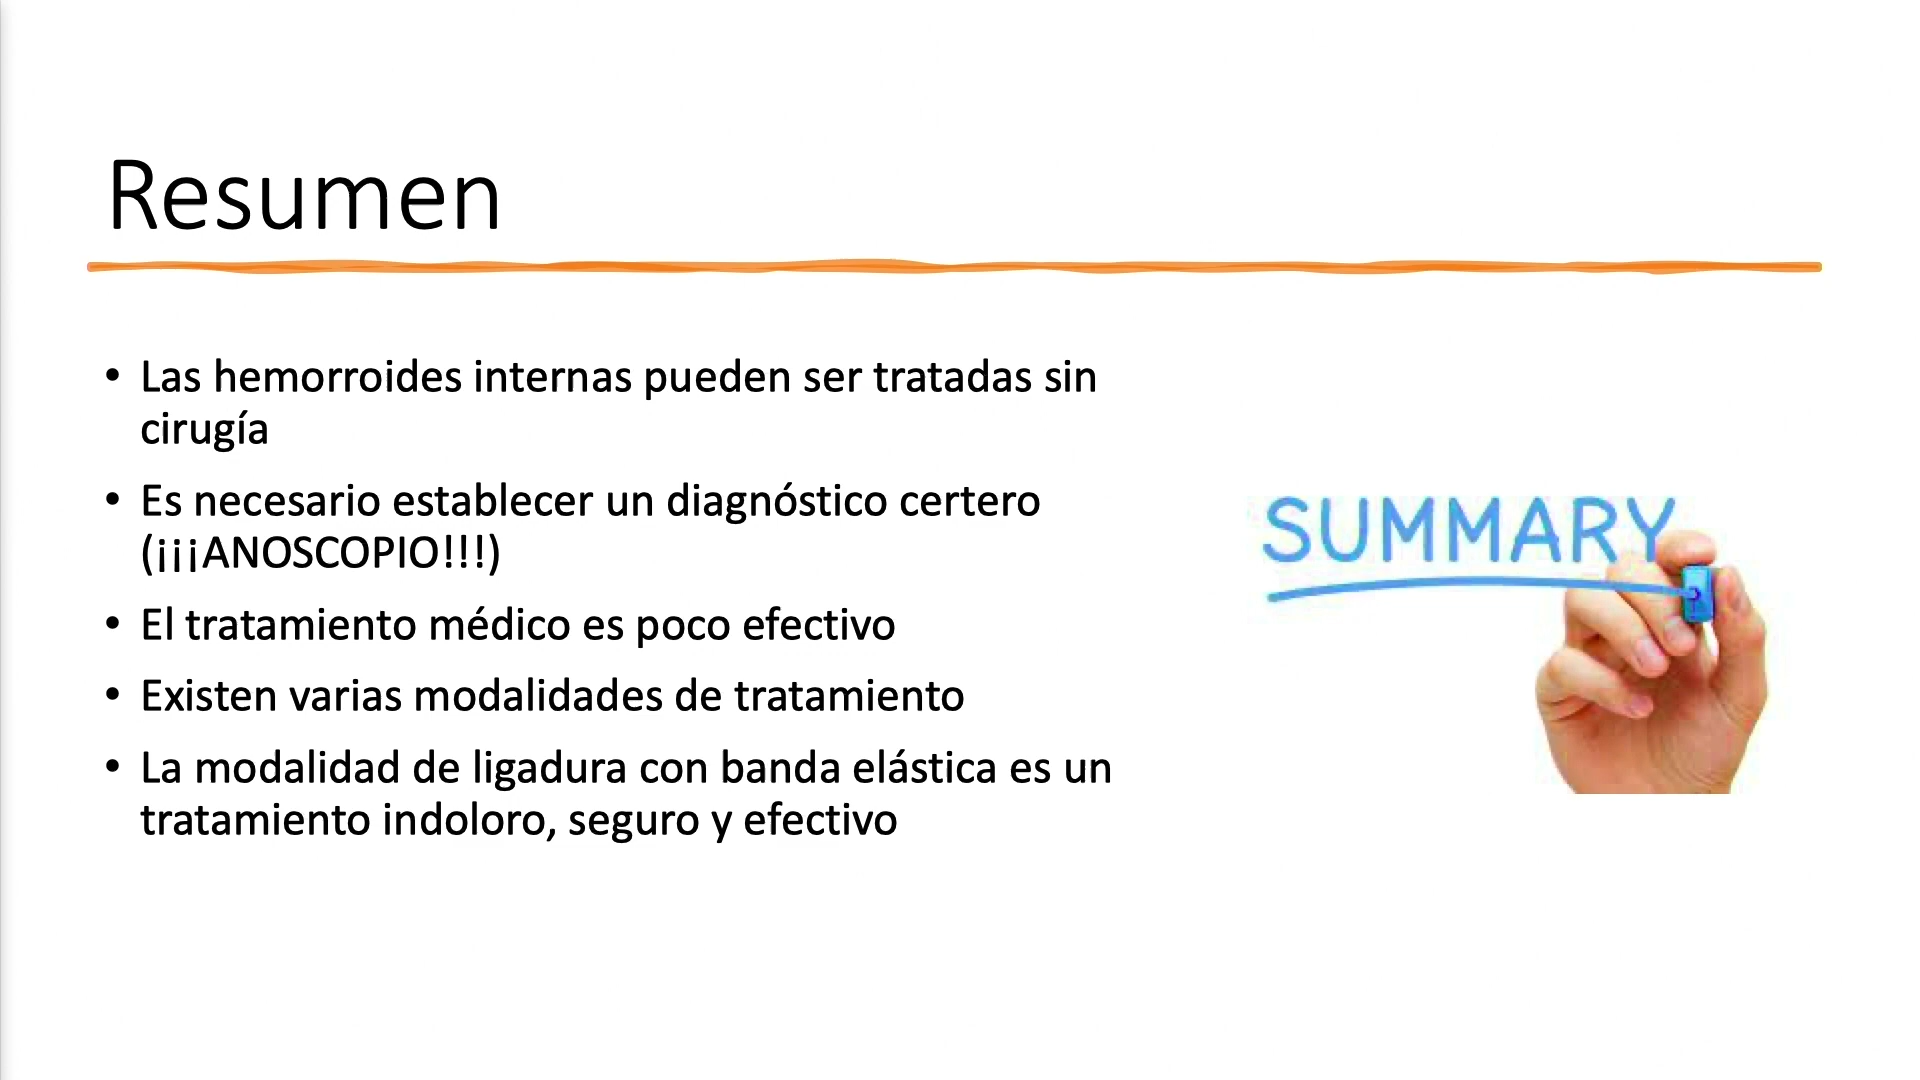 Resumen
• Las hemorroides internas pueden ser tratadas sin
cirugía
• Es necesario establecer un diagnóstico certero
(¡¡¡ANOSCOPIO!!!)
• El tratamiento médico es poco efectivo
• Existen varias modalidades de tratamiento
• La modalidad de ligadura con banda elástica es un
tratamiento indoloro, seguro y efectivo
SUMMARY